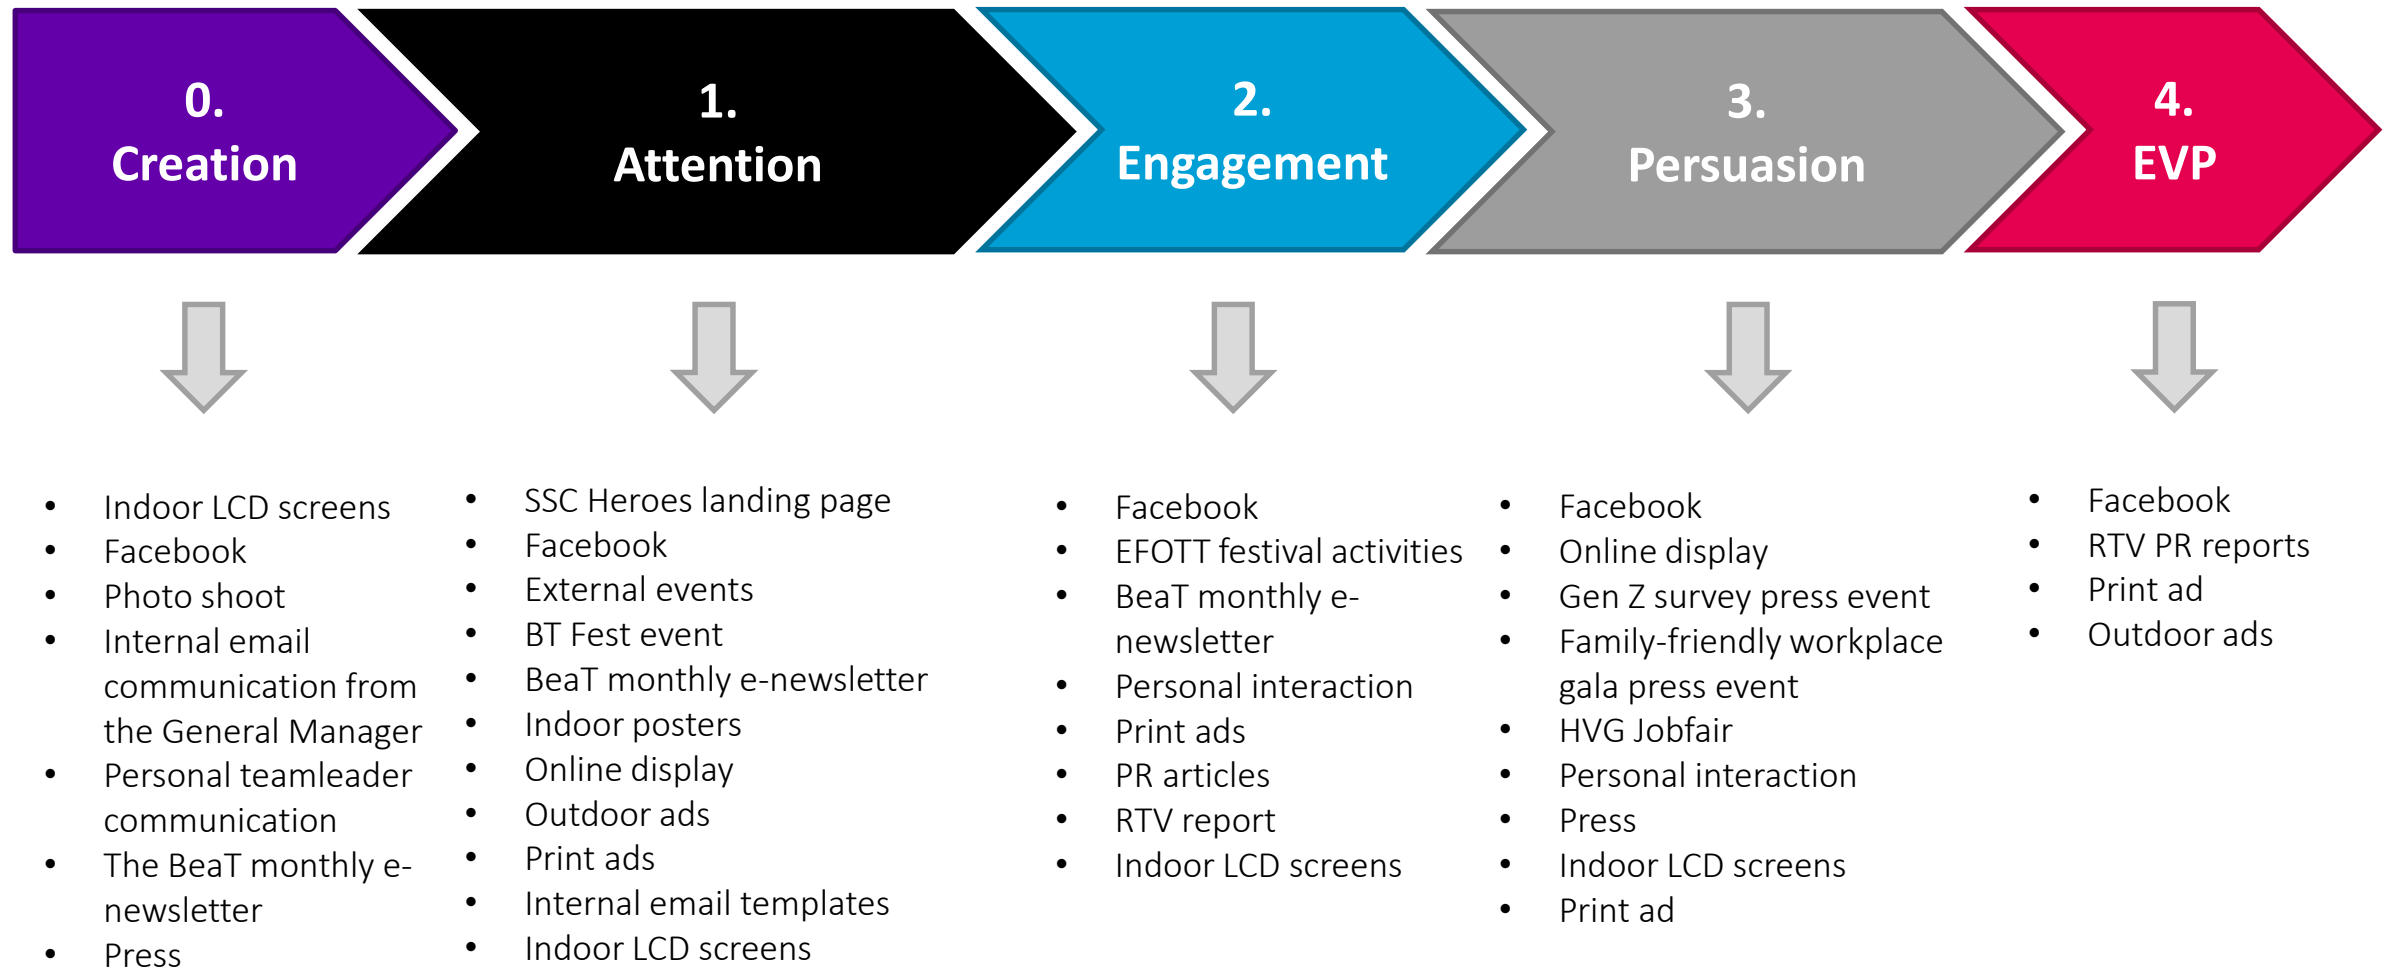 0.
Creation
1.
Attention
2.
Engagement
3.
Persuasion
4.
EVP
• Indoor LCD screens
• Facebook
• Photo shoot
• Internal email
communication from
the General Manager
• Personal teamleader
communication
• The BeaT monthly e-
newsletter
• Press
• SSC Heroes landing page
• Facebook
• External events
• BT Fest event
• BeaT monthly e-newsletter
• Indoor posters
• Online display
• Outdoor ads
• Print ads
• Internal email templates
• Indoor LCD screens
• Facebook
• EFOTT festival activities
• BeaT monthly e-
newsletter
• Personal interaction
• Print ads
• PR articles
• RTV report
• Indoor LCD screens
• Facebook
• Online display
• Gen Z survey press event
• Family-friendly workplace
gala press event
• HVG Jobfair
• Personal interaction
• Press
• Indoor LCD screens
• Print ad
• Facebook
• RTV PR reports
• Print ad
• Outdoor ads